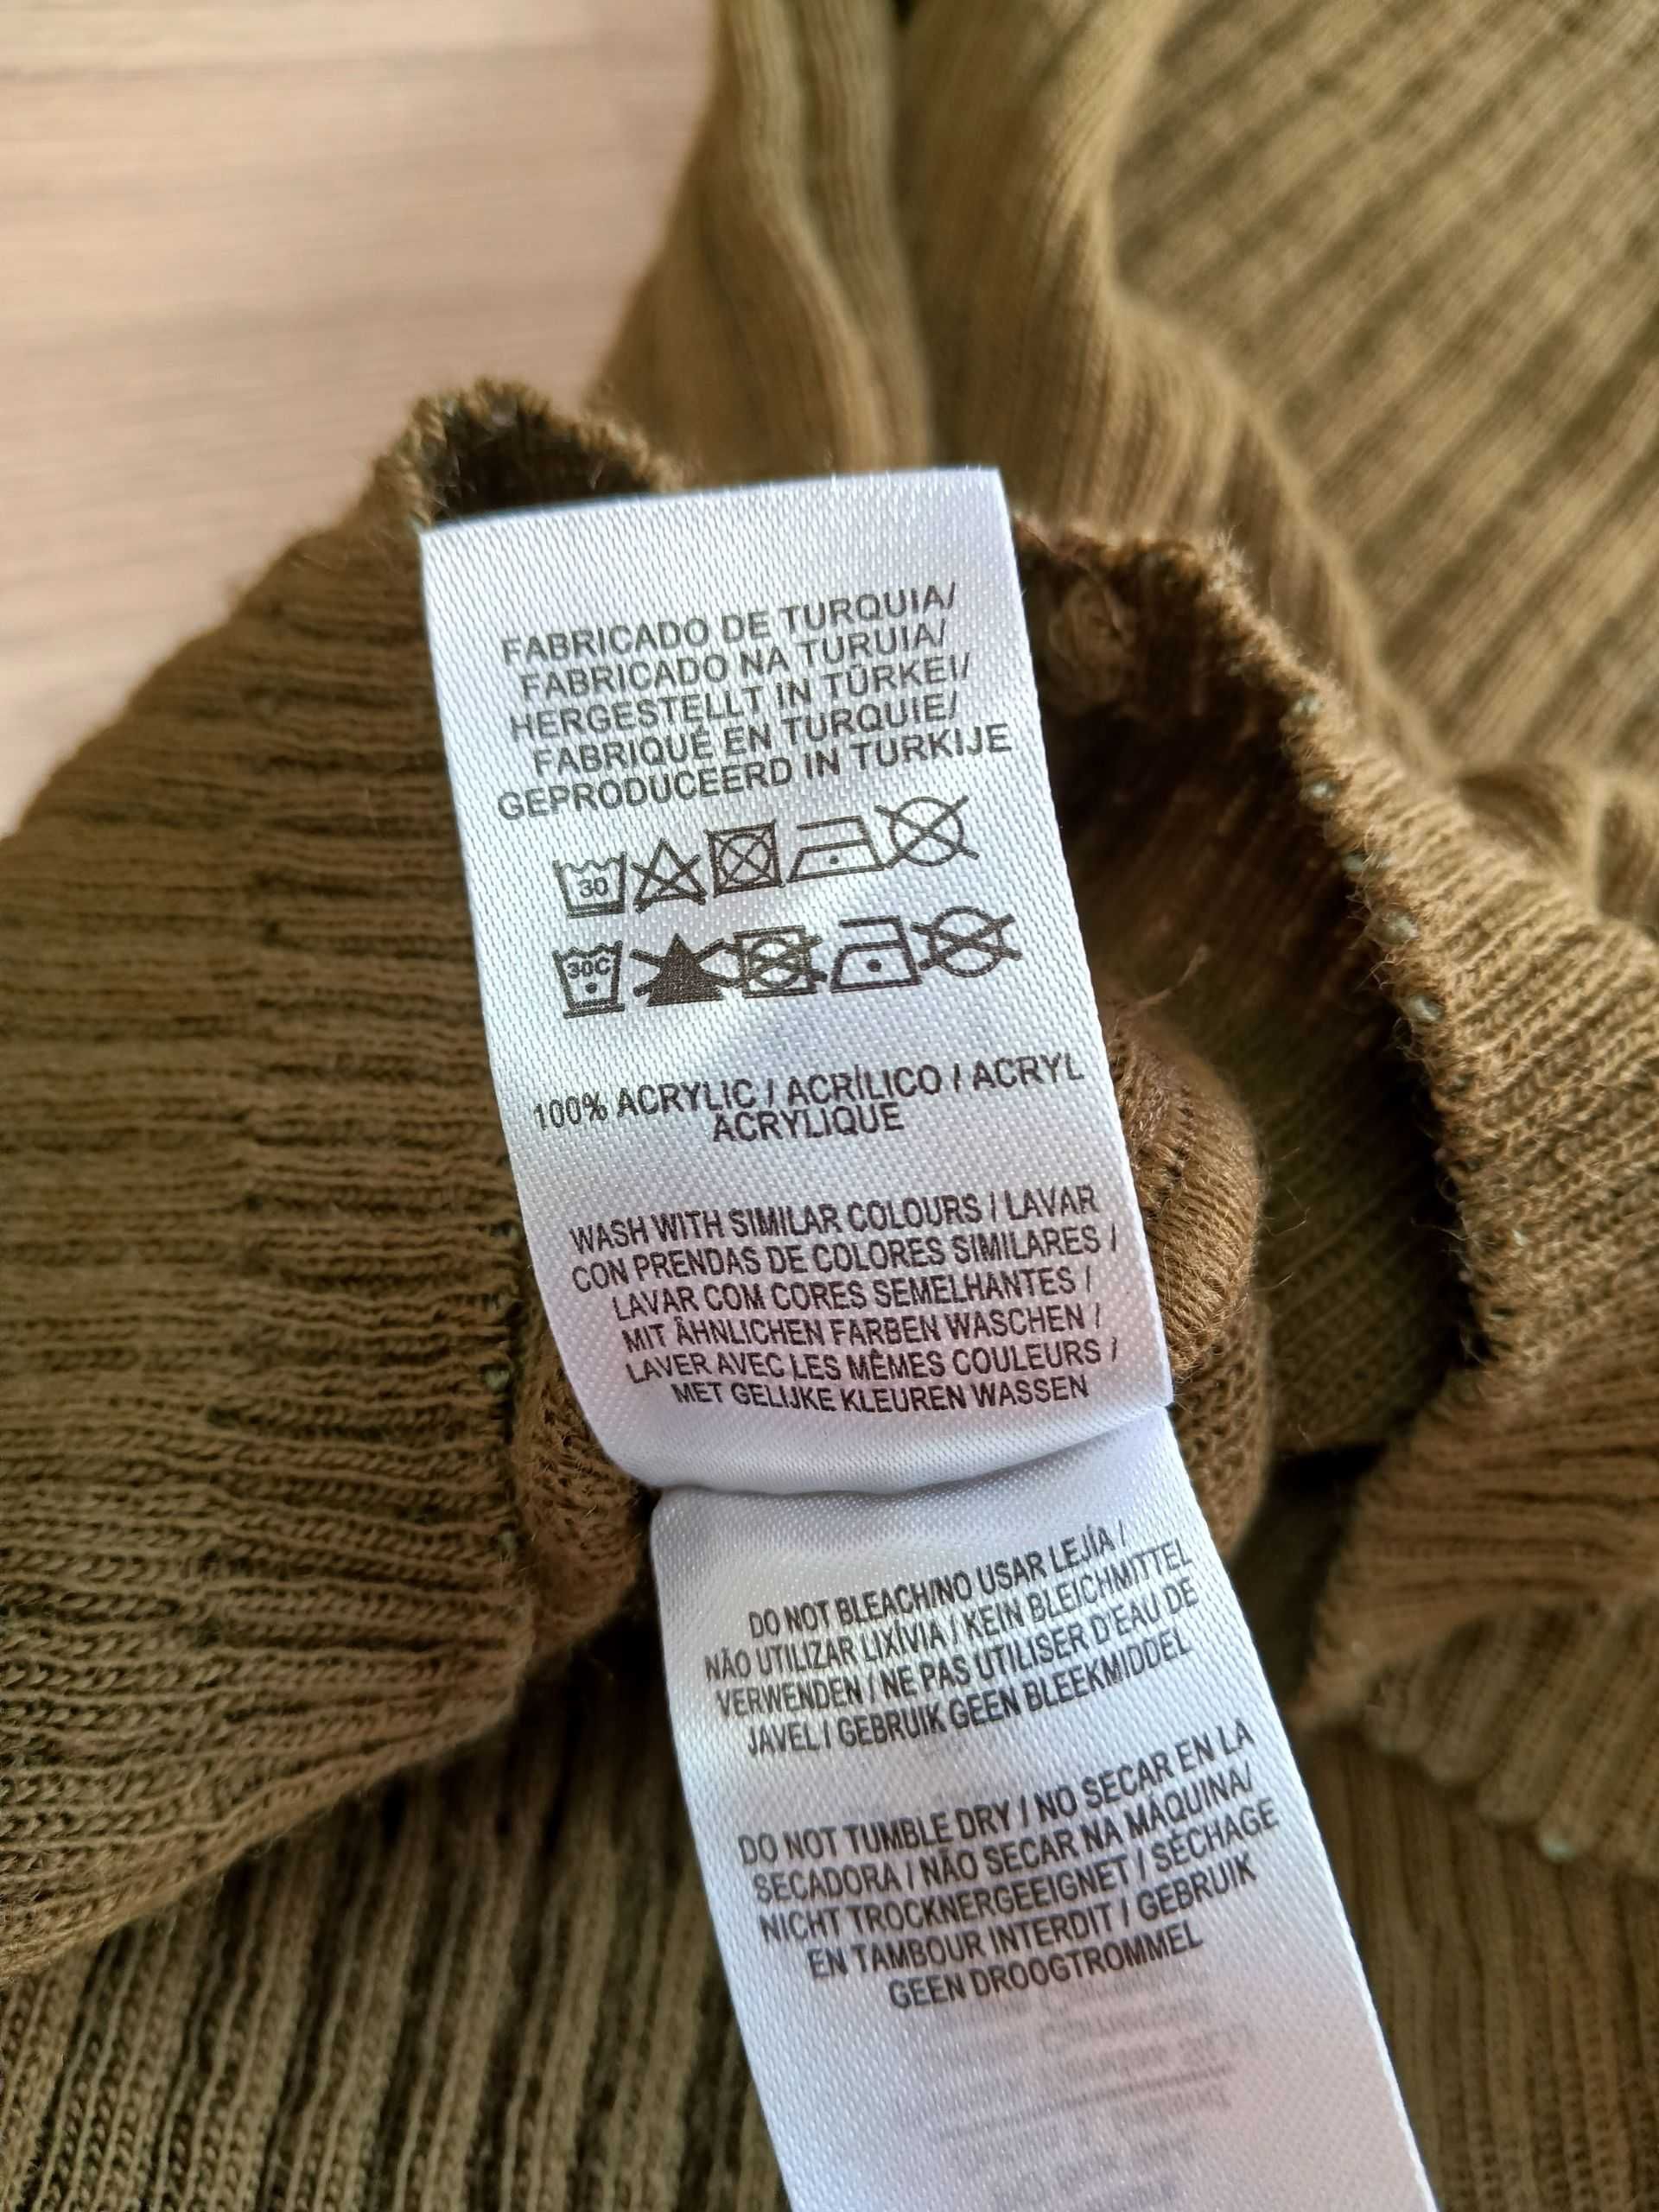 FABRICADO DE TURQUIA/
FABRICADO NA TURUIA/
HERGESTELLT IN TÜRKEI/
FABRIQUÉ EN TURQUIE/
GEPRODUCEERD IN TURKIJE
30
30C
100% ACRYLIC / ACRÍLICO / ACRYL
ACRYLIQUE
WASH WITH SIMILAR COLOURS / LAVAR
CON PRENDAS DE COLORES SIMILARES /
LAVAR COM CORES SEMELHANTES /
MIT ÄHNLICHEN FARBEN WASCHEN /
LAVER AVEC LES MÊMES COULEURS /
MET GELIJKE KLEUREN WASSEN
DO NOT BLEACH/NO USAR LEJÍA /
NÃO UTILIZAR LIXÍVIA / KEIN BLEICHMITTEL
VERWENDEN / NE PAS UTILISER D'EAU DE
JAVEL / GEBRUIK GEEN BLEEKMIDDEL
DO NOT TUMBLE DRY / NO SECAR EN LA
SECADORA / NÃO SECAR NA MÁQUINA/
NICHT TROCKNERGEEIGNET / SÉCHAGE
EN TAMBOUR INTERDIT / GEBRUIK
GEEN DROOGTROMMEL